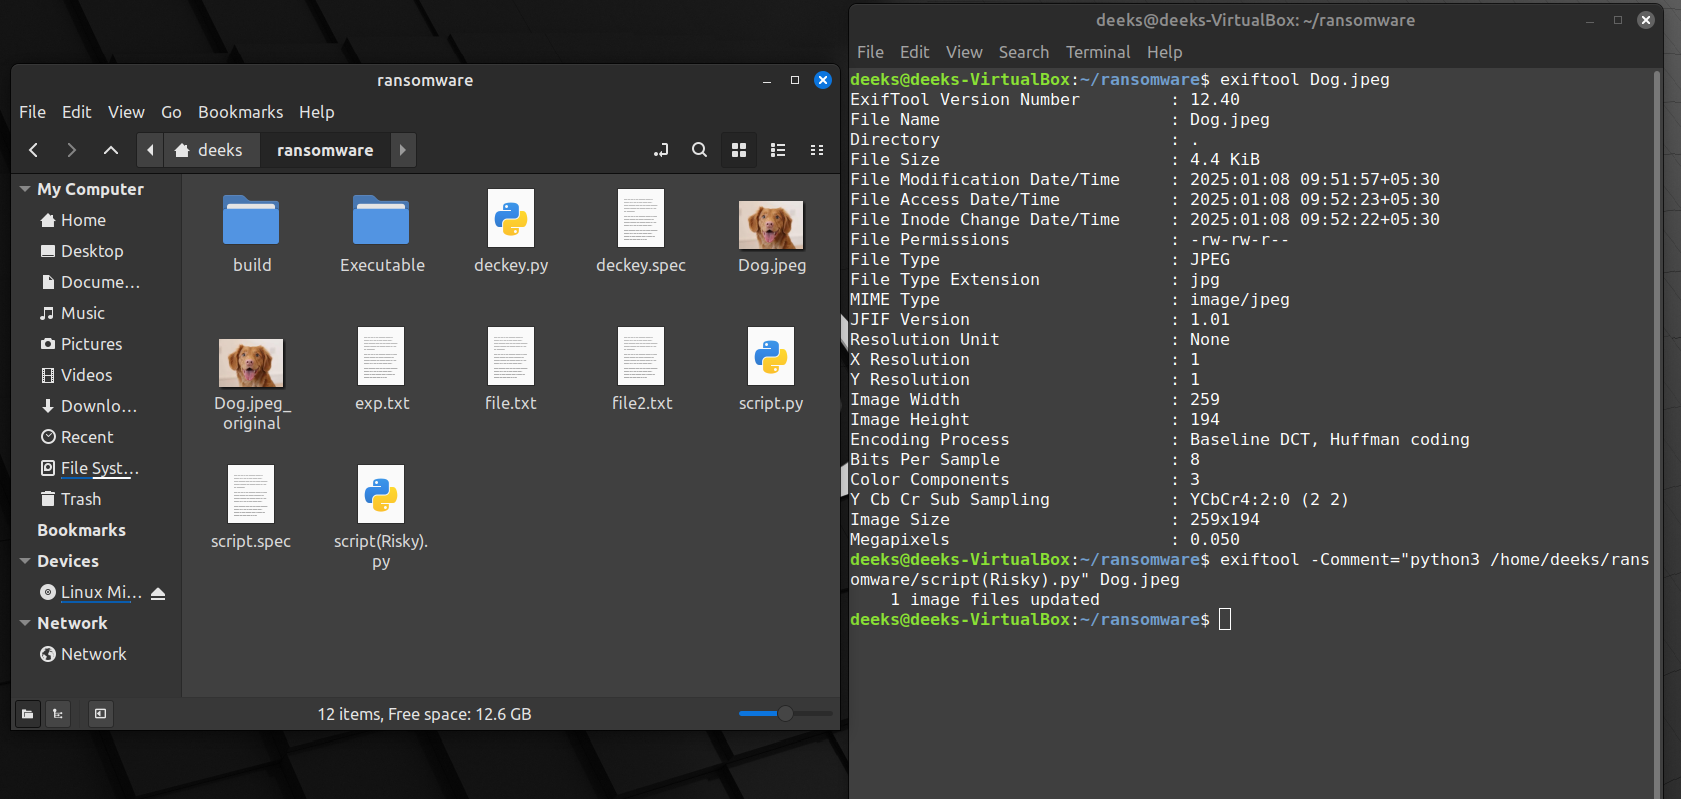 ransomware
File Edit View Go Bookmarks Help
deeks ransomware
My Computer
Home
Desktop
Docume...
Music
Pictures
Videos
Downlo...
Recent
File Syst...
Trash
Bookmarks
Devices
Linux Mi...
Network
Network
build
Executable
deckey.py
deckey.spec
Dog.jpeg
Dog.jpeg_
original
exp.txt
file.txt
file2.txt
script.py
script.spec
script(Risky).
py
12 items, Free space: 12.6 GB
deeks@deeks-VirtualBox: ~/ransomware
File Edit View Search Terminal Help
deeks@deeks-VirtualBox:~/ransomware$ exiftool Dog.jpeg
ExifTool Version Number : 12.40
File Name : Dog.jpeg
Directory : .
File Size : 4.4 KiB
File Modification Date/Time : 2025:01:08 09:51:57+05:30
File Access Date/Time : 2025:01:08 09:52:23+05:30
File Inode Change Date/Time : 2025:01:08 09:52:22+05:30
File Permissions : -rw-rw-r--
File Type : JPEG
File Type Extension : jpg
MIME Type : image/jpeg
JFIF Version : 1.01
Resolution Unit : None
X Resolution : 1
Y Resolution : 1
Image Width : 259
Image Height : 194
Encoding Process : Baseline DCT, Huffman coding
Bits Per Sample : 8
Color Components : 3
Y Cb Cr Sub Sampling : YCbCr4:2:0 (2 2)
Image Size : 259x194
Megapixels : 0.050
deeks@deeks-VirtualBox:~/ransomware$ exiftool -Comment="python3 /home/deeks/rans
omware/script(Risky).py" Dog.jpeg
1 image files updated
deeks@deeks-VirtualBox:~/ransomware$